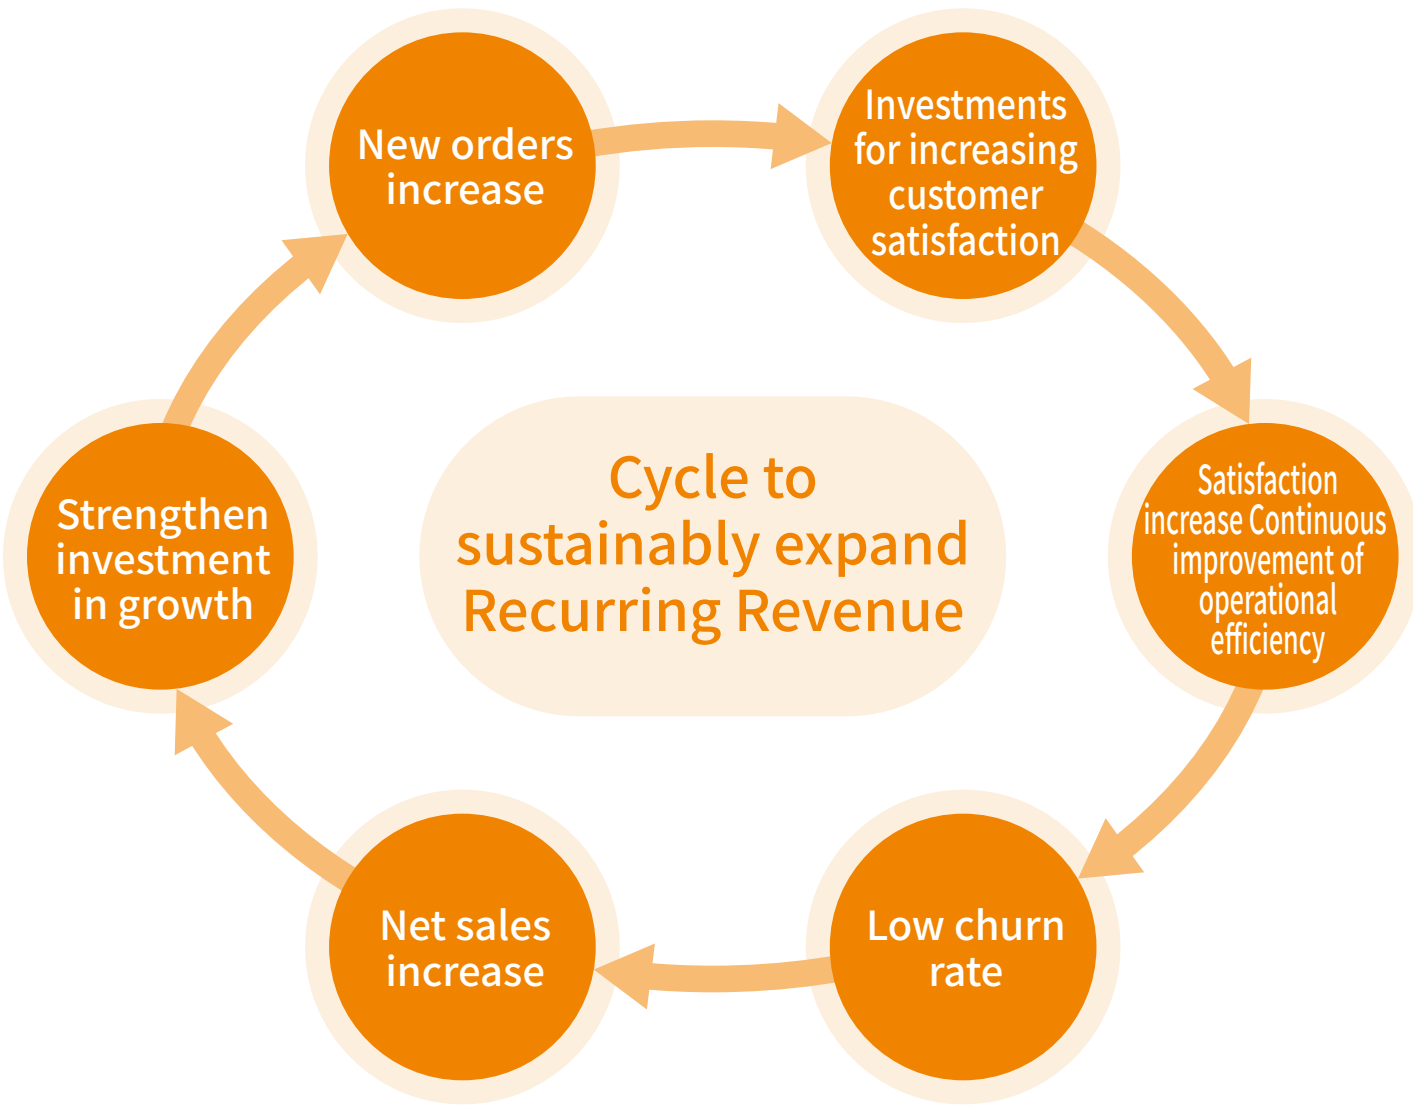 New orders
increase
Investments
for increasing
customer
satisfaction
Satisfaction
increase Continuous
improvement of
operational
efficiency
Low churn
rate
Net sales
increase
Strengthen
investment
in growth
Cycle to
sustainably expand
Recurring Revenue